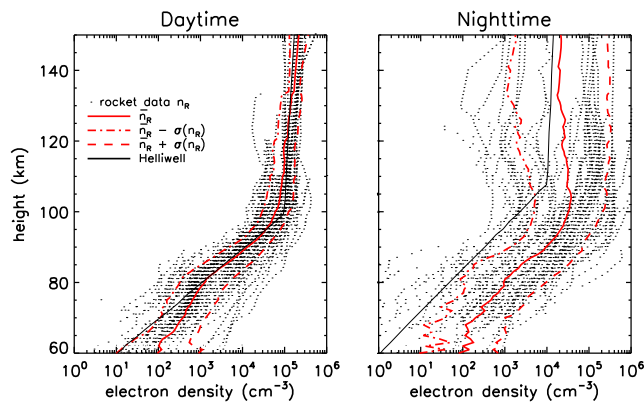 Daytime
Nighttime
140
120
100
80
60
height (km)
rocket data n_R
n̄_R
n̄_R − σ(n_R)
n̄_R + σ(n_R)
Helliwell
10^0 10^1 10^2 10^3 10^4 10^5 10^6
10^0 10^1 10^2 10^3 10^4 10^5 10^6
electron density (cm^−3)
electron density (cm^−3)